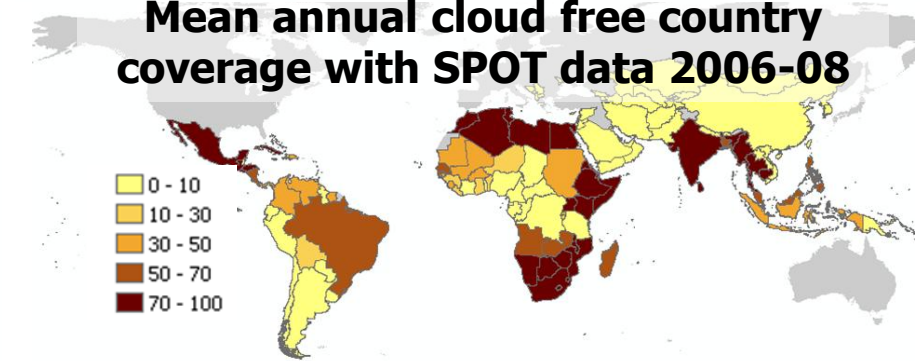 Mean annual cloud free country
coverage with SPOT data 2006-08
0 - 10
10 - 30
30 - 50
50 - 70
70 - 100